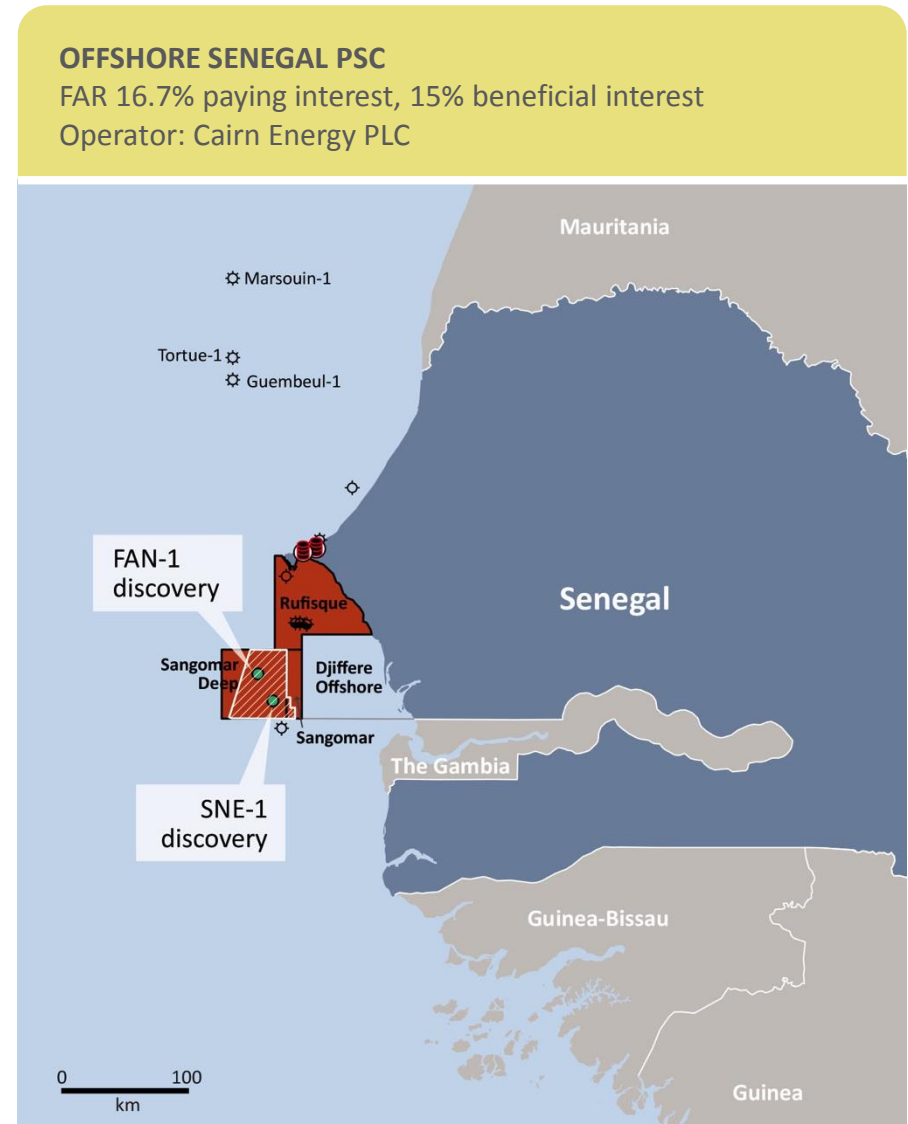 OFFSHORE SENEGAL PSC
FAR 16.7% paying interest, 15% beneficial interest
Operator: Cairn Energy PLC
Mauritania
Marsouin-1
Tortue-1
Guembeul-1
FAN-1
discovery
Senegal
Rufisque
Sangomar
Deep
Djiffere
Offshore
Sangomar
The Gambia
SNE-1
discovery
Guinea-Bissau
0 100
km
Guinea